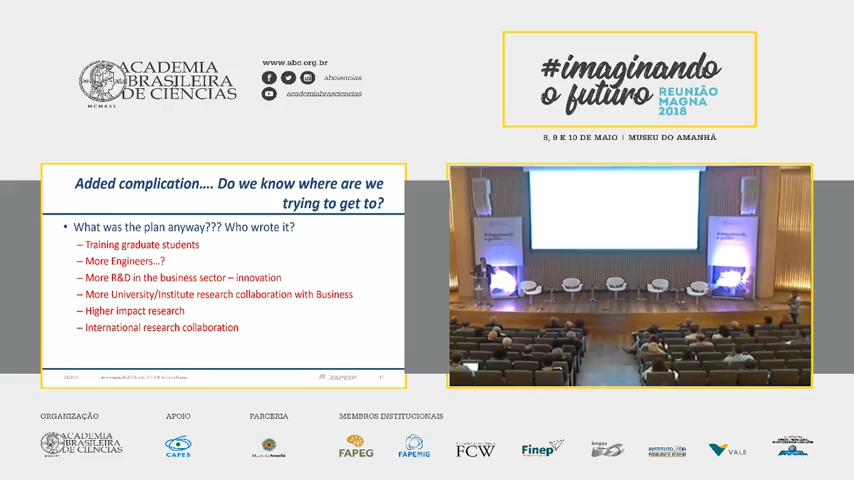 ACADEMIA
BRASILEIRA
DE CIÊNCIAS
MCMXVI
www.abc.org.br
abciencias
academiabrasciencias
#imaginando
o futuro
REUNIÃO
MAGNA
2018
8, 9 E 10 DE MAIO | MUSEU DO AMANHÃ
Added complication.... Do we know where are we
trying to get to?
• What was the plan anyway??? Who wrote it?
– Training graduate students
– More Engineers...?
– More R&D in the business sector – innovation
– More University/Institute research collaboration with Business
– Higher impact research
– International research collaboration
#imaginando
o futuro
ORGANIZAÇÃO
APOIO
PARCERIA
MEMBROS INSTITUCIONAIS
ACADEMIA
BRASILEIRA
DE CIÊNCIAS
CAPES
FAPEG
FAPEMIG
FCW
Finep
VALE